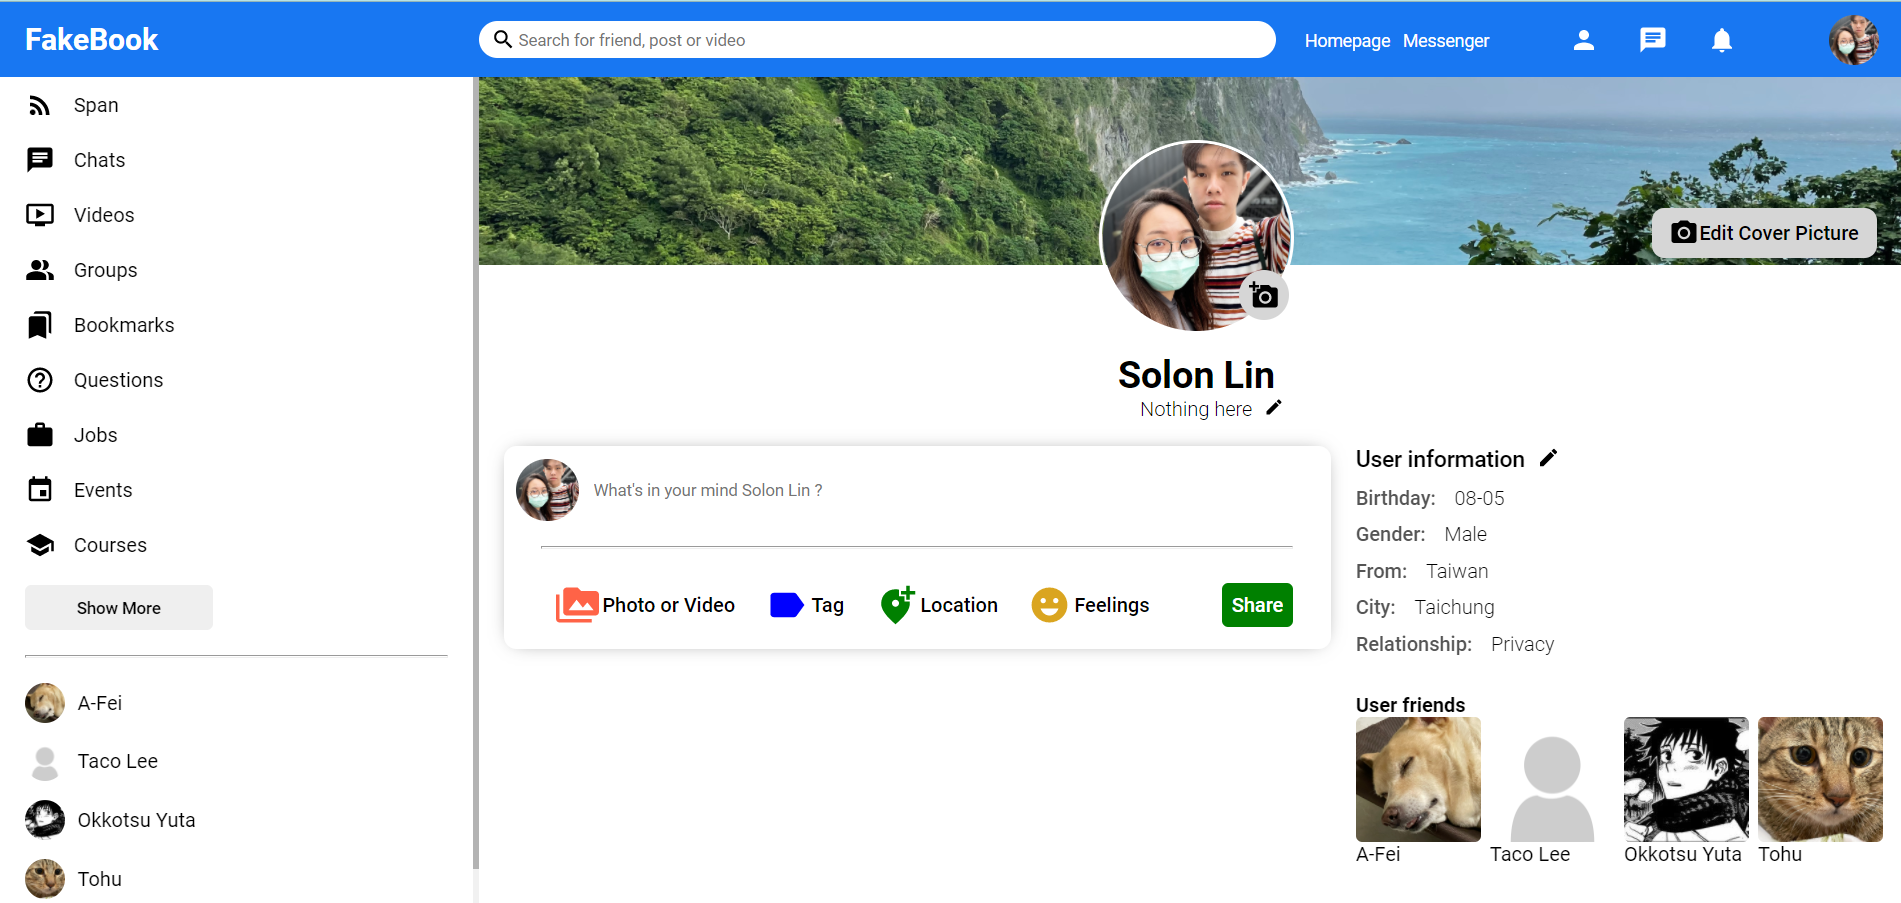 FakeBook
Search for friend, post or video
Homepage Messenger
Span
Chats
Videos
Groups
Bookmarks
Questions
Jobs
Events
Courses
Show More
A-Fei
Taco Lee
Okkotsu Yuta
Tohu
Edit Cover Picture
Solon Lin
Nothing here
What's in your mind Solon Lin ?
Photo or Video Tag Location Feelings Share
User information
Birthday: 08-05
Gender: Male
From: Taiwan
City: Taichung
Relationship: Privacy
User friends
A-Fei Taco Lee Okkotsu Yuta Tohu